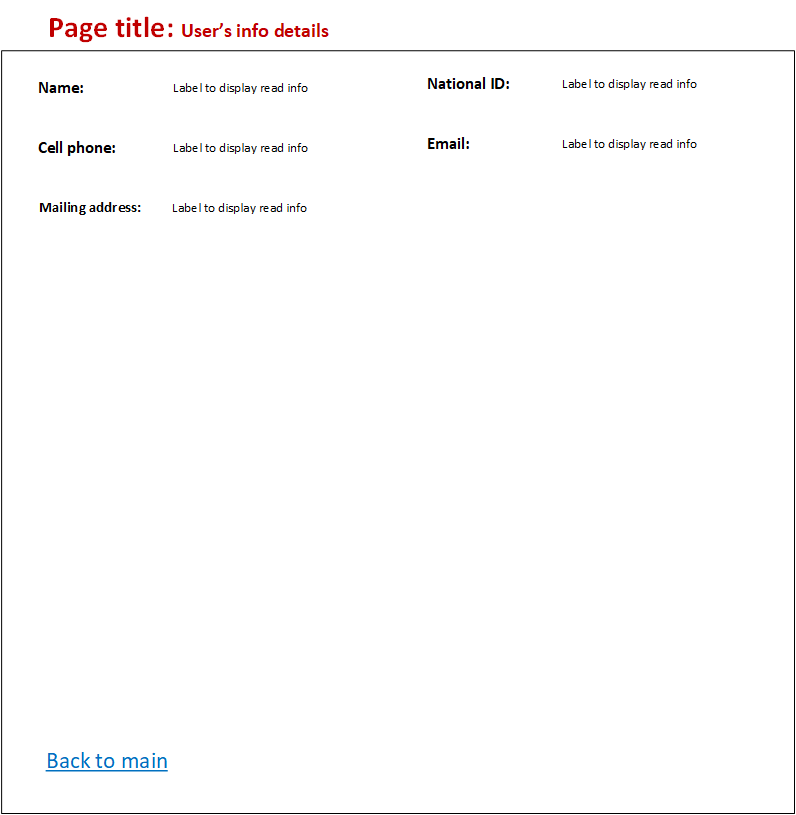 Page title: User's info details
Name: Label to display read info National ID: Label to display read info
Cell phone: Label to display read info Email: Label to display read info
Mailing address: Label to display read info
Back to main